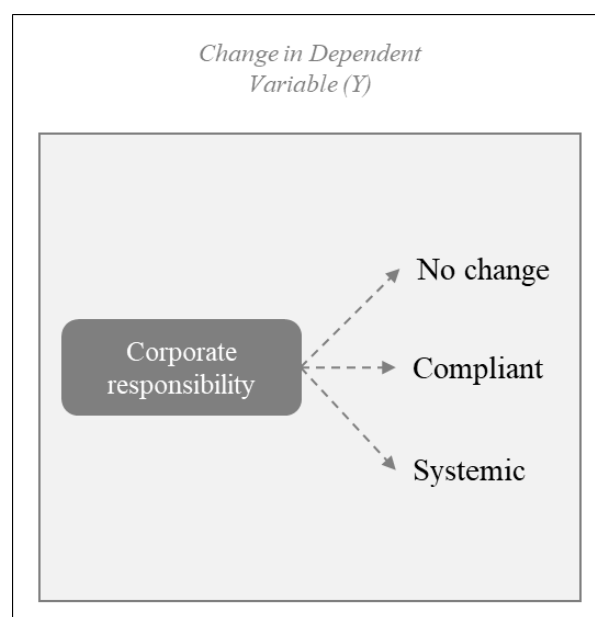 Change in Dependent
Variable (Y)
No change
Corporate
responsibility
Compliant
Systemic